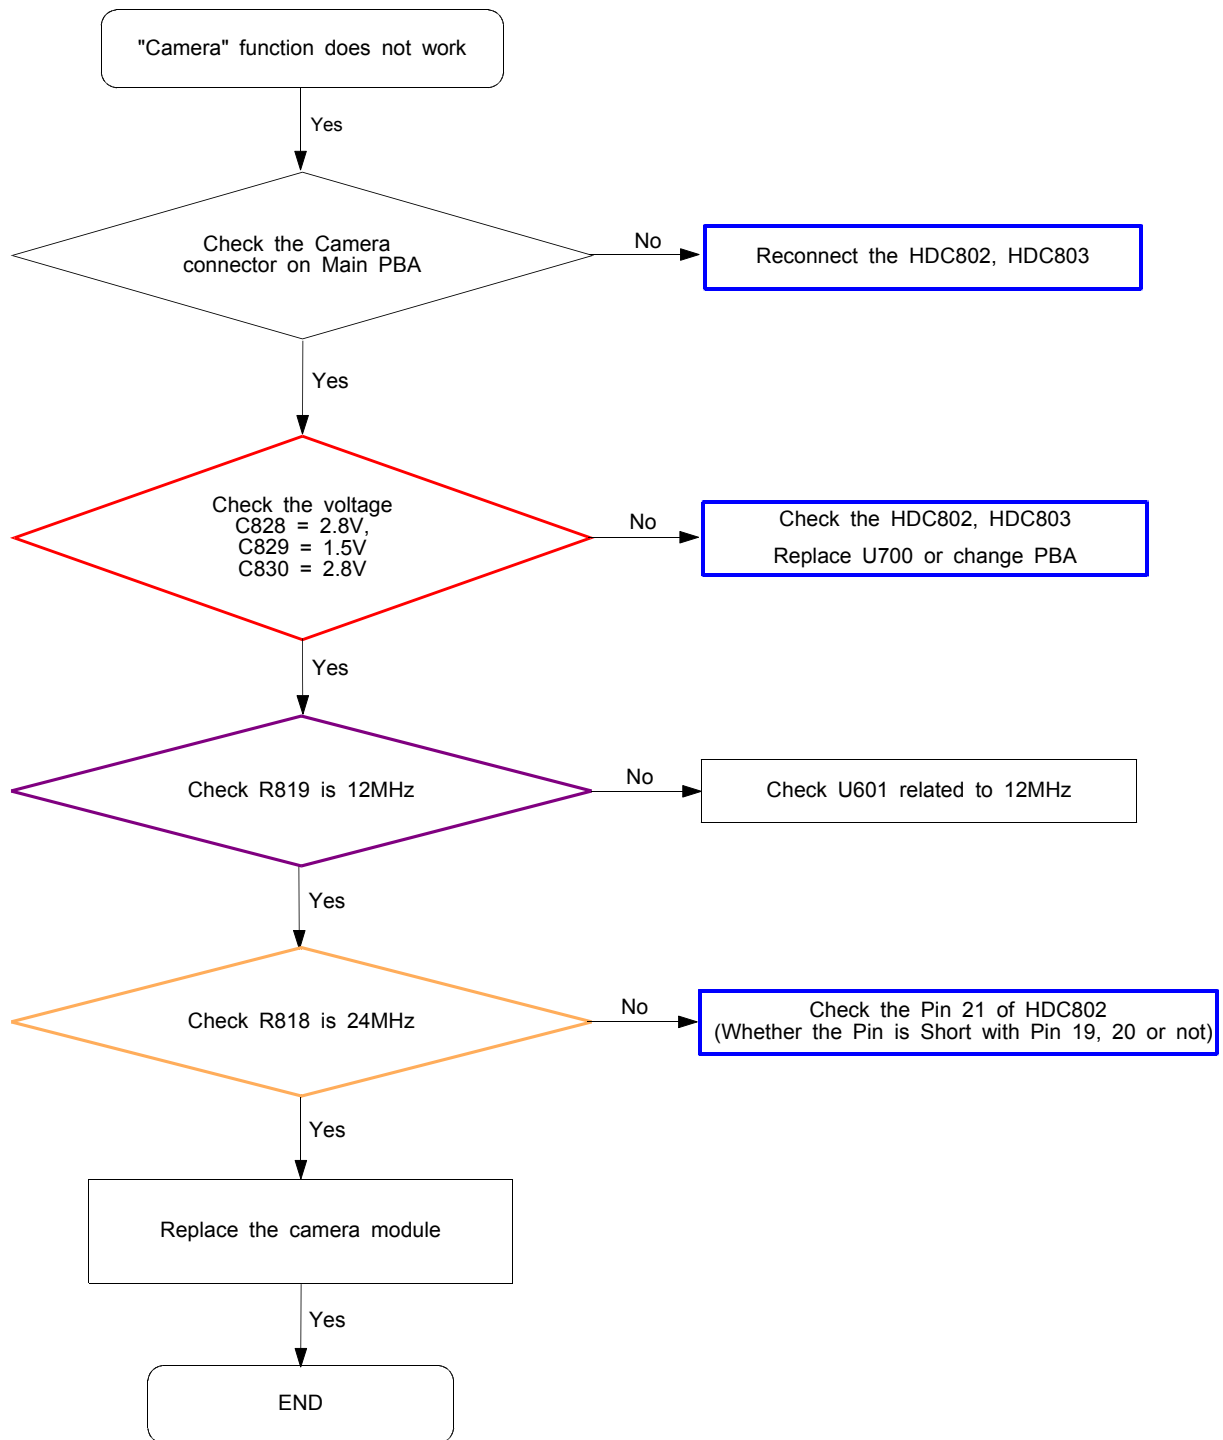 "Camera" function does not work
Yes
Check the Camera
connector on Main PBA
No
Reconnect the HDC802, HDC803
Yes
Check the voltage
C828 = 2.8V,
C829 = 1.5V
C830 = 2.8V
No
Check the HDC802, HDC803
Replace U700 or change PBA
Yes
Check R819 is 12MHz
No
Check U601 related to 12MHz
Yes
Check R818 is 24MHz
No
Check the Pin 21 of HDC802
(Whether the Pin is Short with Pin 19, 20 or not)
Yes
Replace the camera module
Yes
END